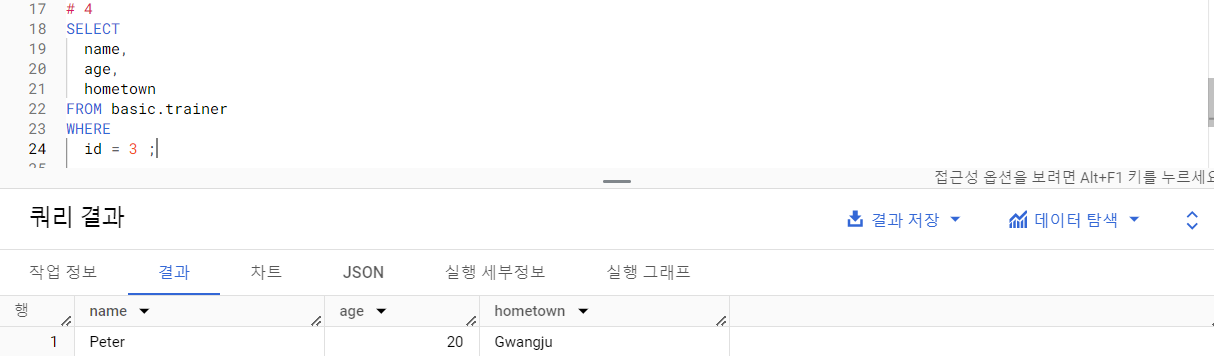 17 # 4
18 SELECT
19 name,
20 age,
21 hometown
22 FROM basic.trainer
23 WHERE
24 id = 3 ;
25
접근성 옵션을 보려면 Alt+F1 키를 누르세요
쿼리 결과
결과 저장 데이터 탐색
작업 정보 결과 차트 JSON 실행 세부정보 실행 그래프
행 name age hometown
1 Peter 20 Gwangju